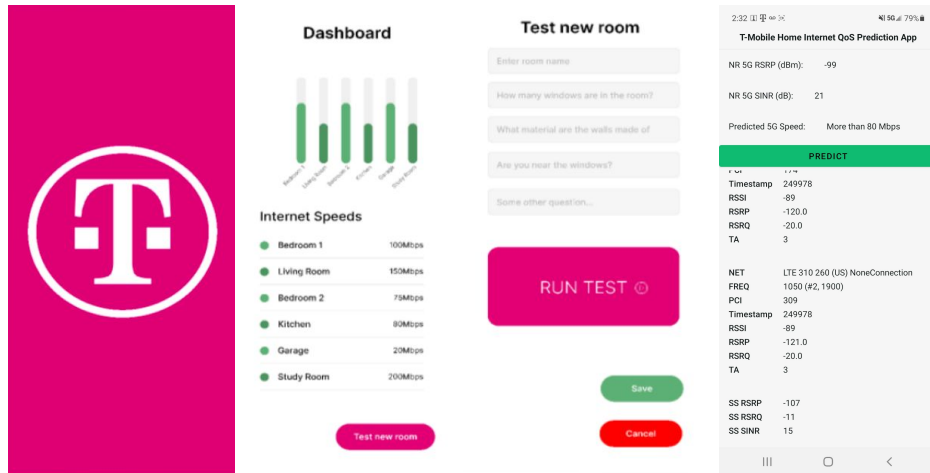 T
Dashboard
Bedroom 1
Living Room
Bedroom 2
Kitchen
Garage
Study Room
Internet Speeds
Bedroom 1 100Mbps
Living Room 150Mbps
Bedroom 2 75Mbps
Kitchen 80Mbps
Garage 20Mbps
Study Room 200Mbps
Test new room
Test new room
Enter room name
How many windows are in the room?
What material are the walls made of
Are you near the windows?
Some other question...
RUN TEST
Save
Cancel
2:32 5G 79%
T-Mobile Home Internet QoS Prediction App
NR 5G RSRP (dBm): -99
NR 5G SINR (dB): 21
Predicted 5G Speed: More than 80 Mbps
PREDICT
PCI 174
Timestamp 249978
RSSI -89
RSRP -120.0
RSRQ -20.0
TA 3
NET LTE 310 260 (US) NoneConnection
FREQ 1050 (#2, 1900)
PCI 309
Timestamp 249978
RSSI -89
RSRP -121.0
RSRQ -20.0
TA 3
SS RSRP -107
SS RSRQ -11
SS SINR 15